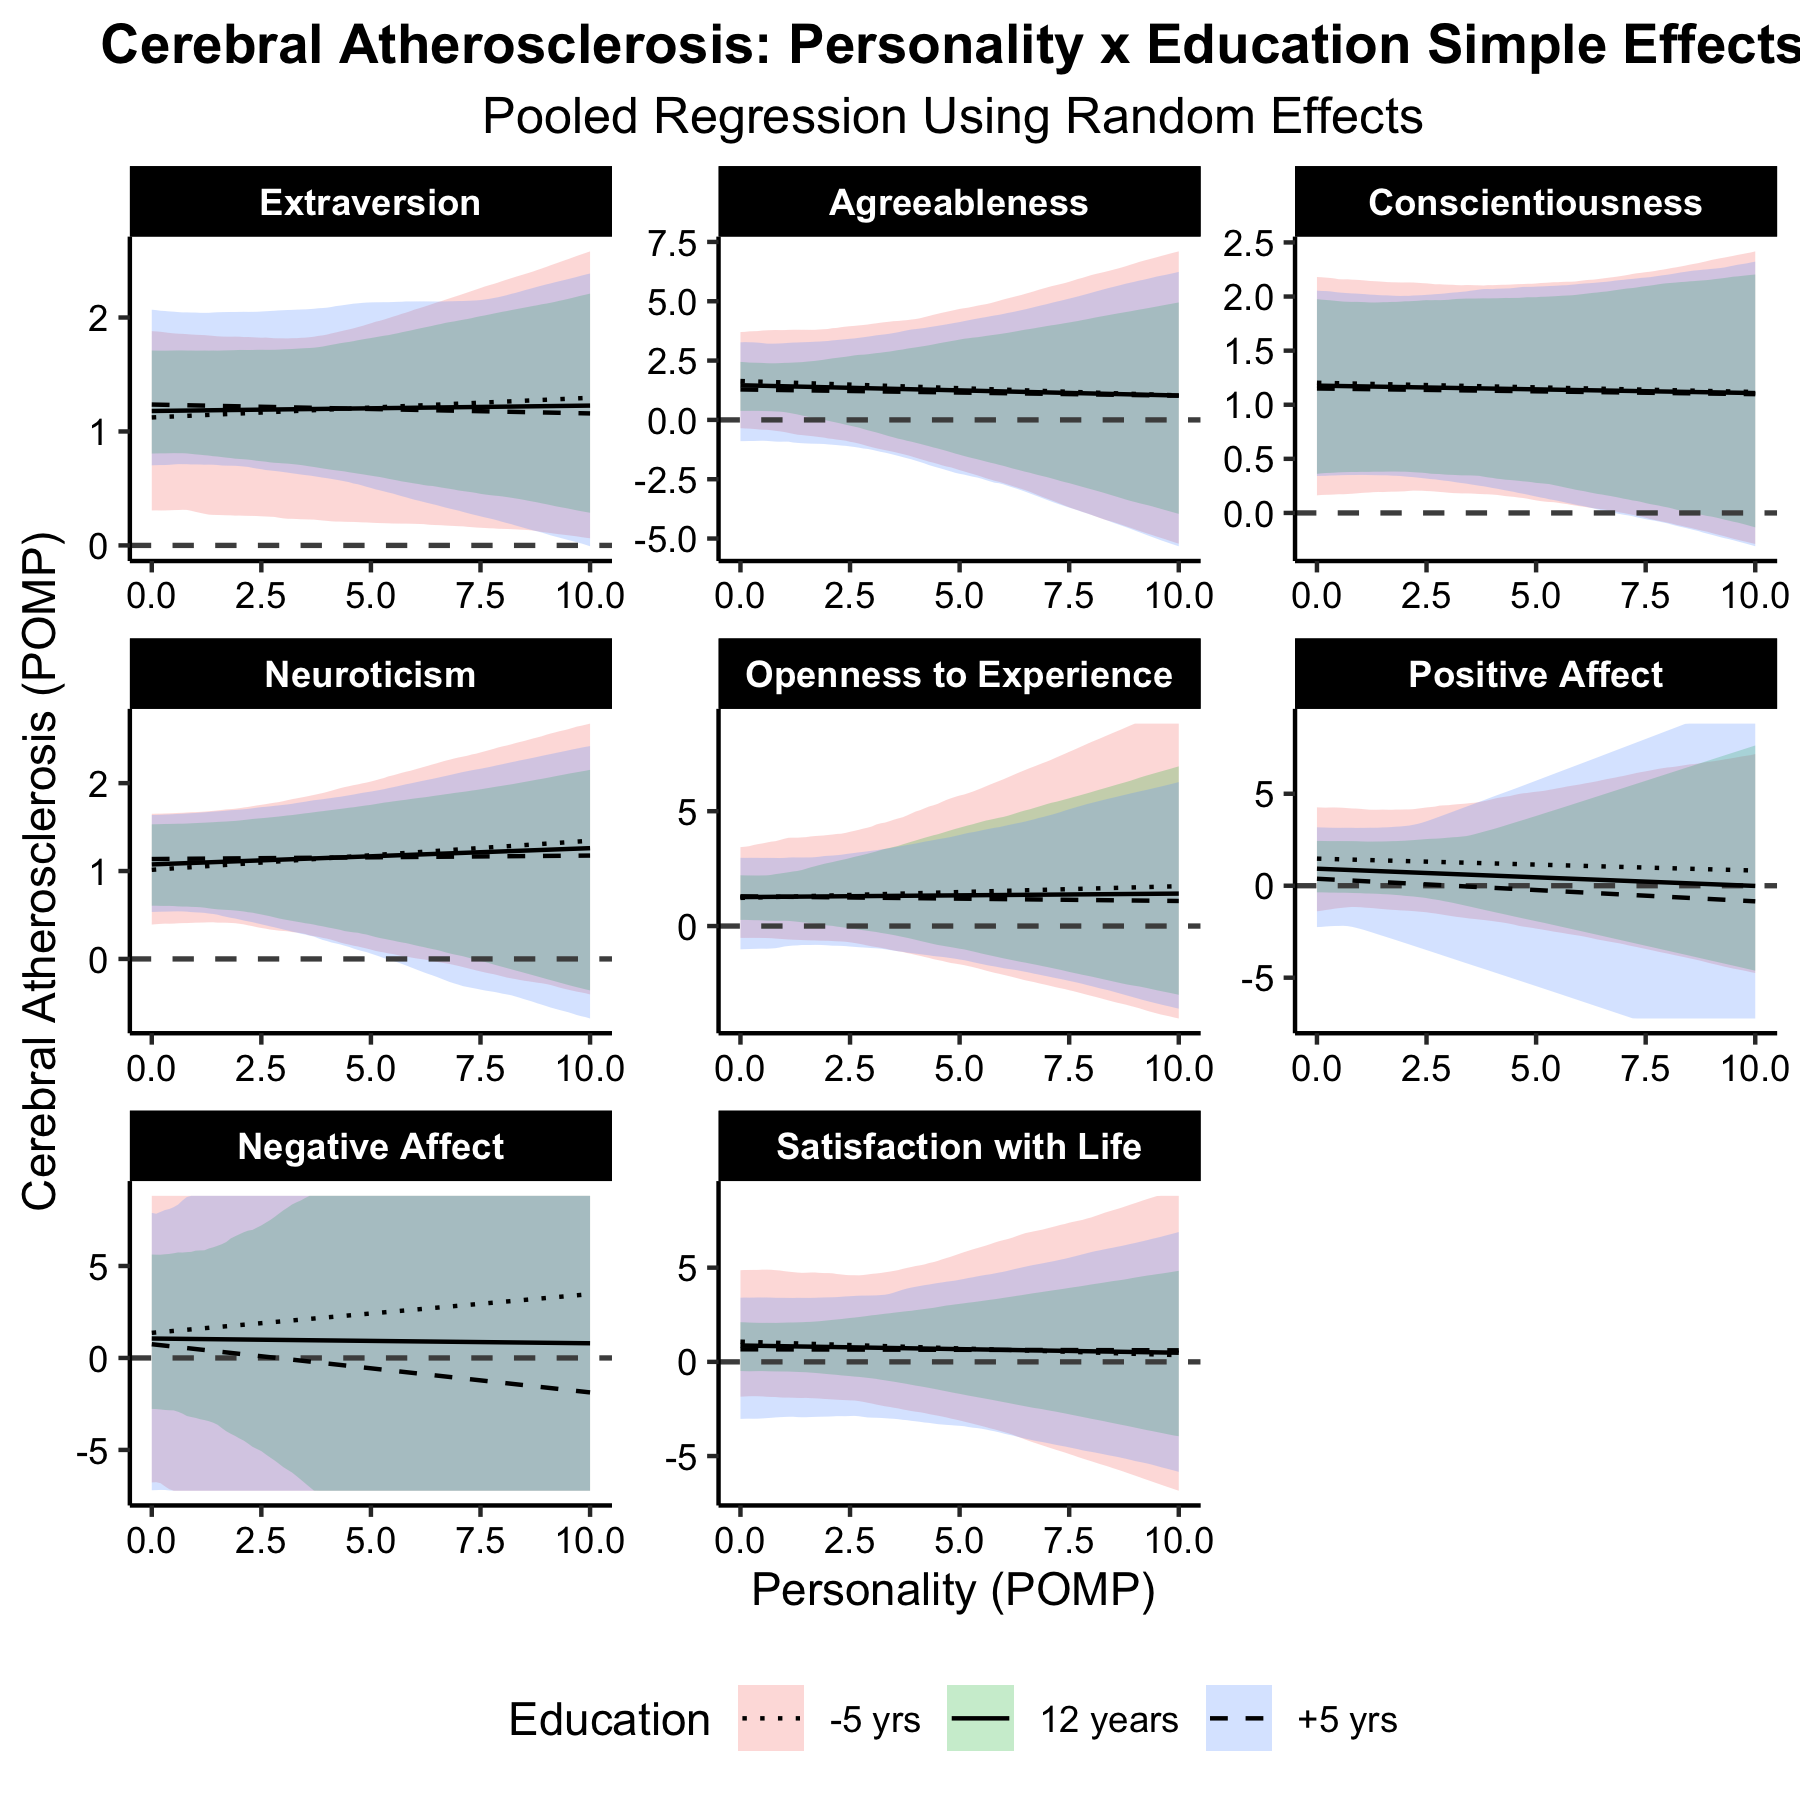 Cerebral Atherosclerosis: Personality x Education Simple Effects
Pooled Regression Using Random Effects
Cerebral Atherosclerosis (POMP)
Extraversion
2
1
0
0.0 2.5 5.0 7.5 10.0
Agreeableness
7.5
5.0
2.5
0.0
-2.5
-5.0
0.0 2.5 5.0 7.5 10.0
Conscientiousness
2.5
2.0
1.5
1.0
0.5
0.0
0.0 2.5 5.0 7.5 10.0
Neuroticism
2
1
0
0.0 2.5 5.0 7.5 10.0
Openness to Experience
5
0
0.0 2.5 5.0 7.5 10.0
Positive Affect
5
0
-5
0.0 2.5 5.0 7.5 10.0
Negative Affect
5
0
-5
0.0 2.5 5.0 7.5 10.0
Satisfaction with Life
5
0
-5
0.0 2.5 5.0 7.5 10.0
Personality (POMP)
Education -5 yrs 12 years +5 yrs